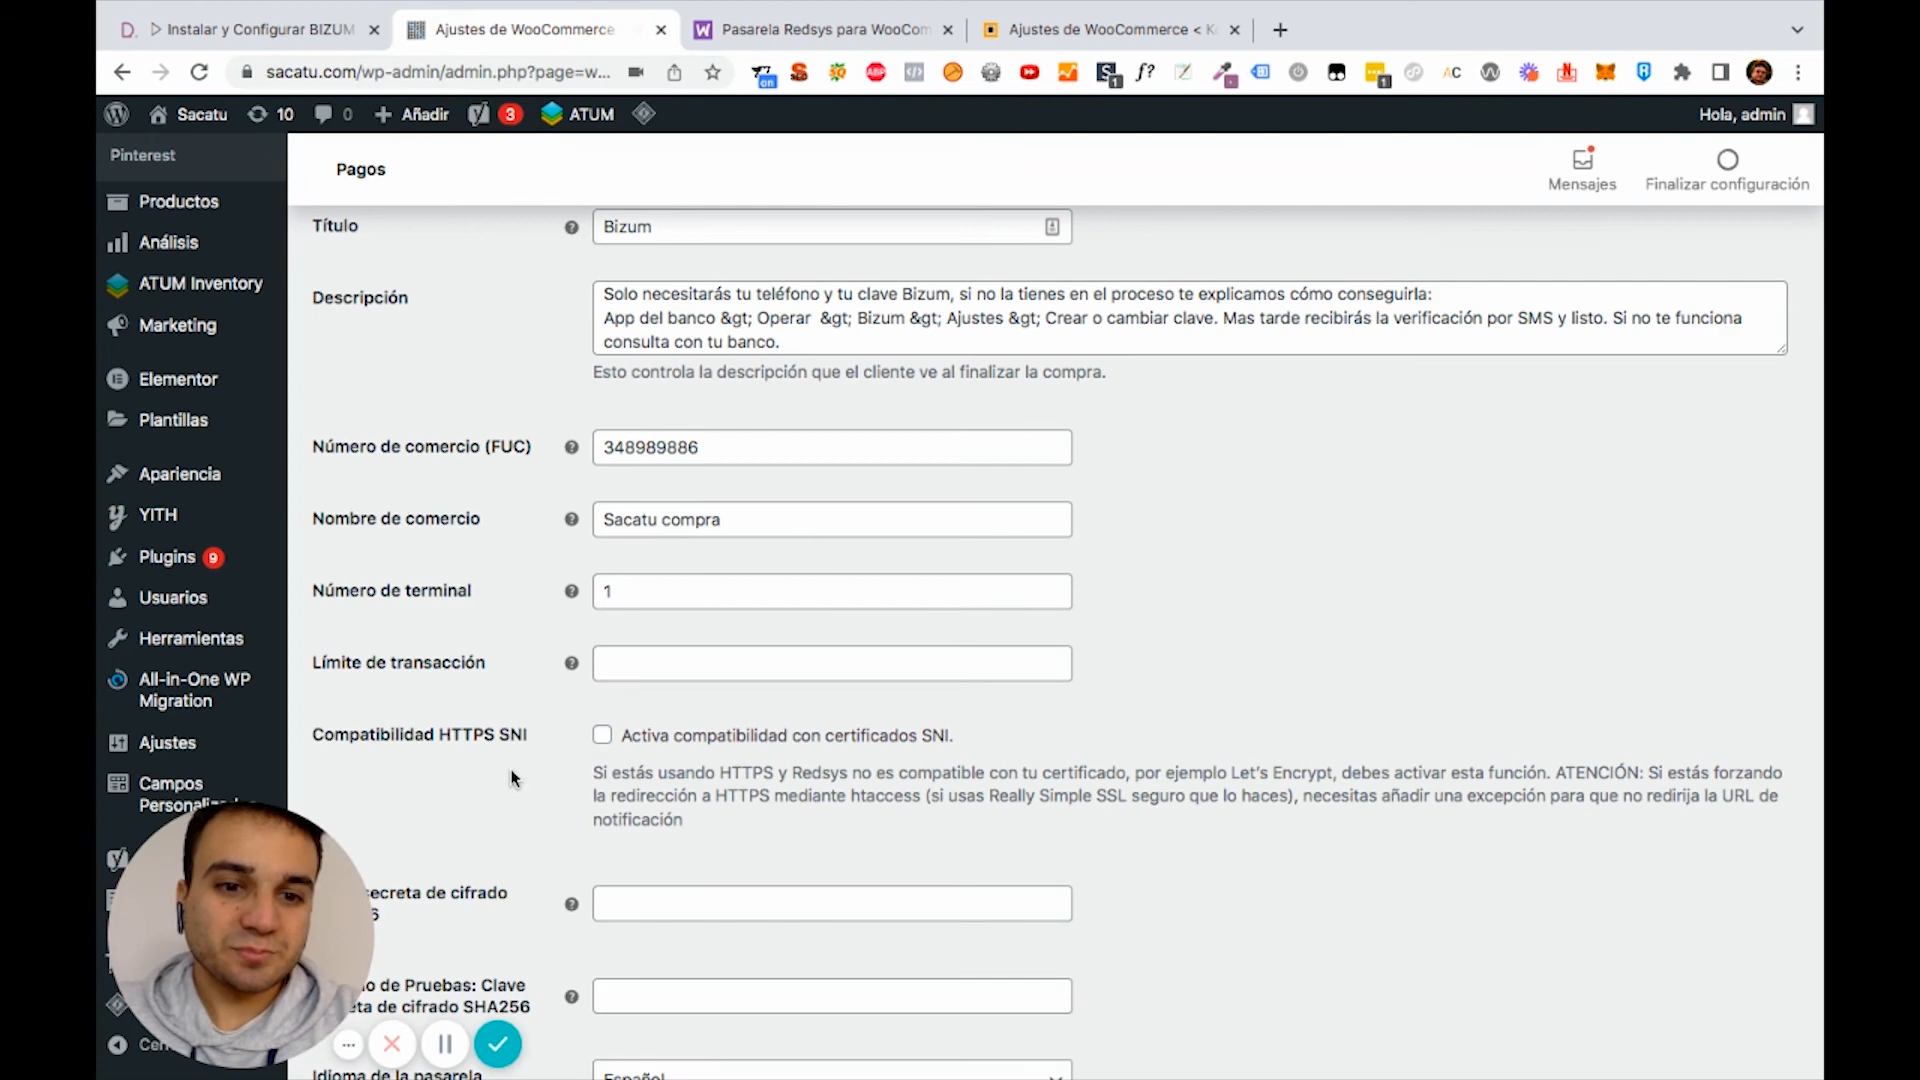 Instalar y Configurar BIZUM
Ajustes de WooCommerce
Pasarela Redsys para WooCom
Ajustes de WooCommerce <
sacatu.com/wp-admin/admin.php?page=w...
Sacatu
10
0
Añadir
3
ATUM
Hola, admin
Pinterest
Productos
Análisis
ATUM Inventory
Marketing
Elementor
Plantillas
Apariencia
YITH
Plugins 9
Usuarios
Herramientas
All-in-One WP
Migration
Ajustes
Campos
Pagos
Mensajes
Finalizar configuración
Título
Bizum
Descripción
Solo necesitarás tu teléfono y tu clave Bizum, si no la tienes en el proceso te explicamos cómo conseguirla:
App del banco &gt; Operar &gt; Bizum &gt; Ajustes &gt; Crear o cambiar clave. Mas tarde recibirás la verificación por SMS y listo. Si no te funciona
consulta con tu banco.
Esto controla la descripción que el cliente ve al finalizar la compra.
Número de comercio (FUC)
348989886
Nombre de comercio
Sacatu compra
Número de terminal
1
Límite de transacción
Compatibilidad HTTPS SNI
Activa compatibilidad con certificados SNI.
Si estás usando HTTPS y Redsys no es compatible con tu certificado, por ejemplo Let's Encrypt, debes activar esta función. ATENCIÓN: Si estás forzando
la redirección a HTTPS mediante htaccess (si usas Really Simple SSL seguro que lo haces), necesitas añadir una excepción para que no redirija la URL de
notificación
secreta de cifrado
de Pruebas: Clave
de cifrado SHA256
Idioma de la pasarela
Español